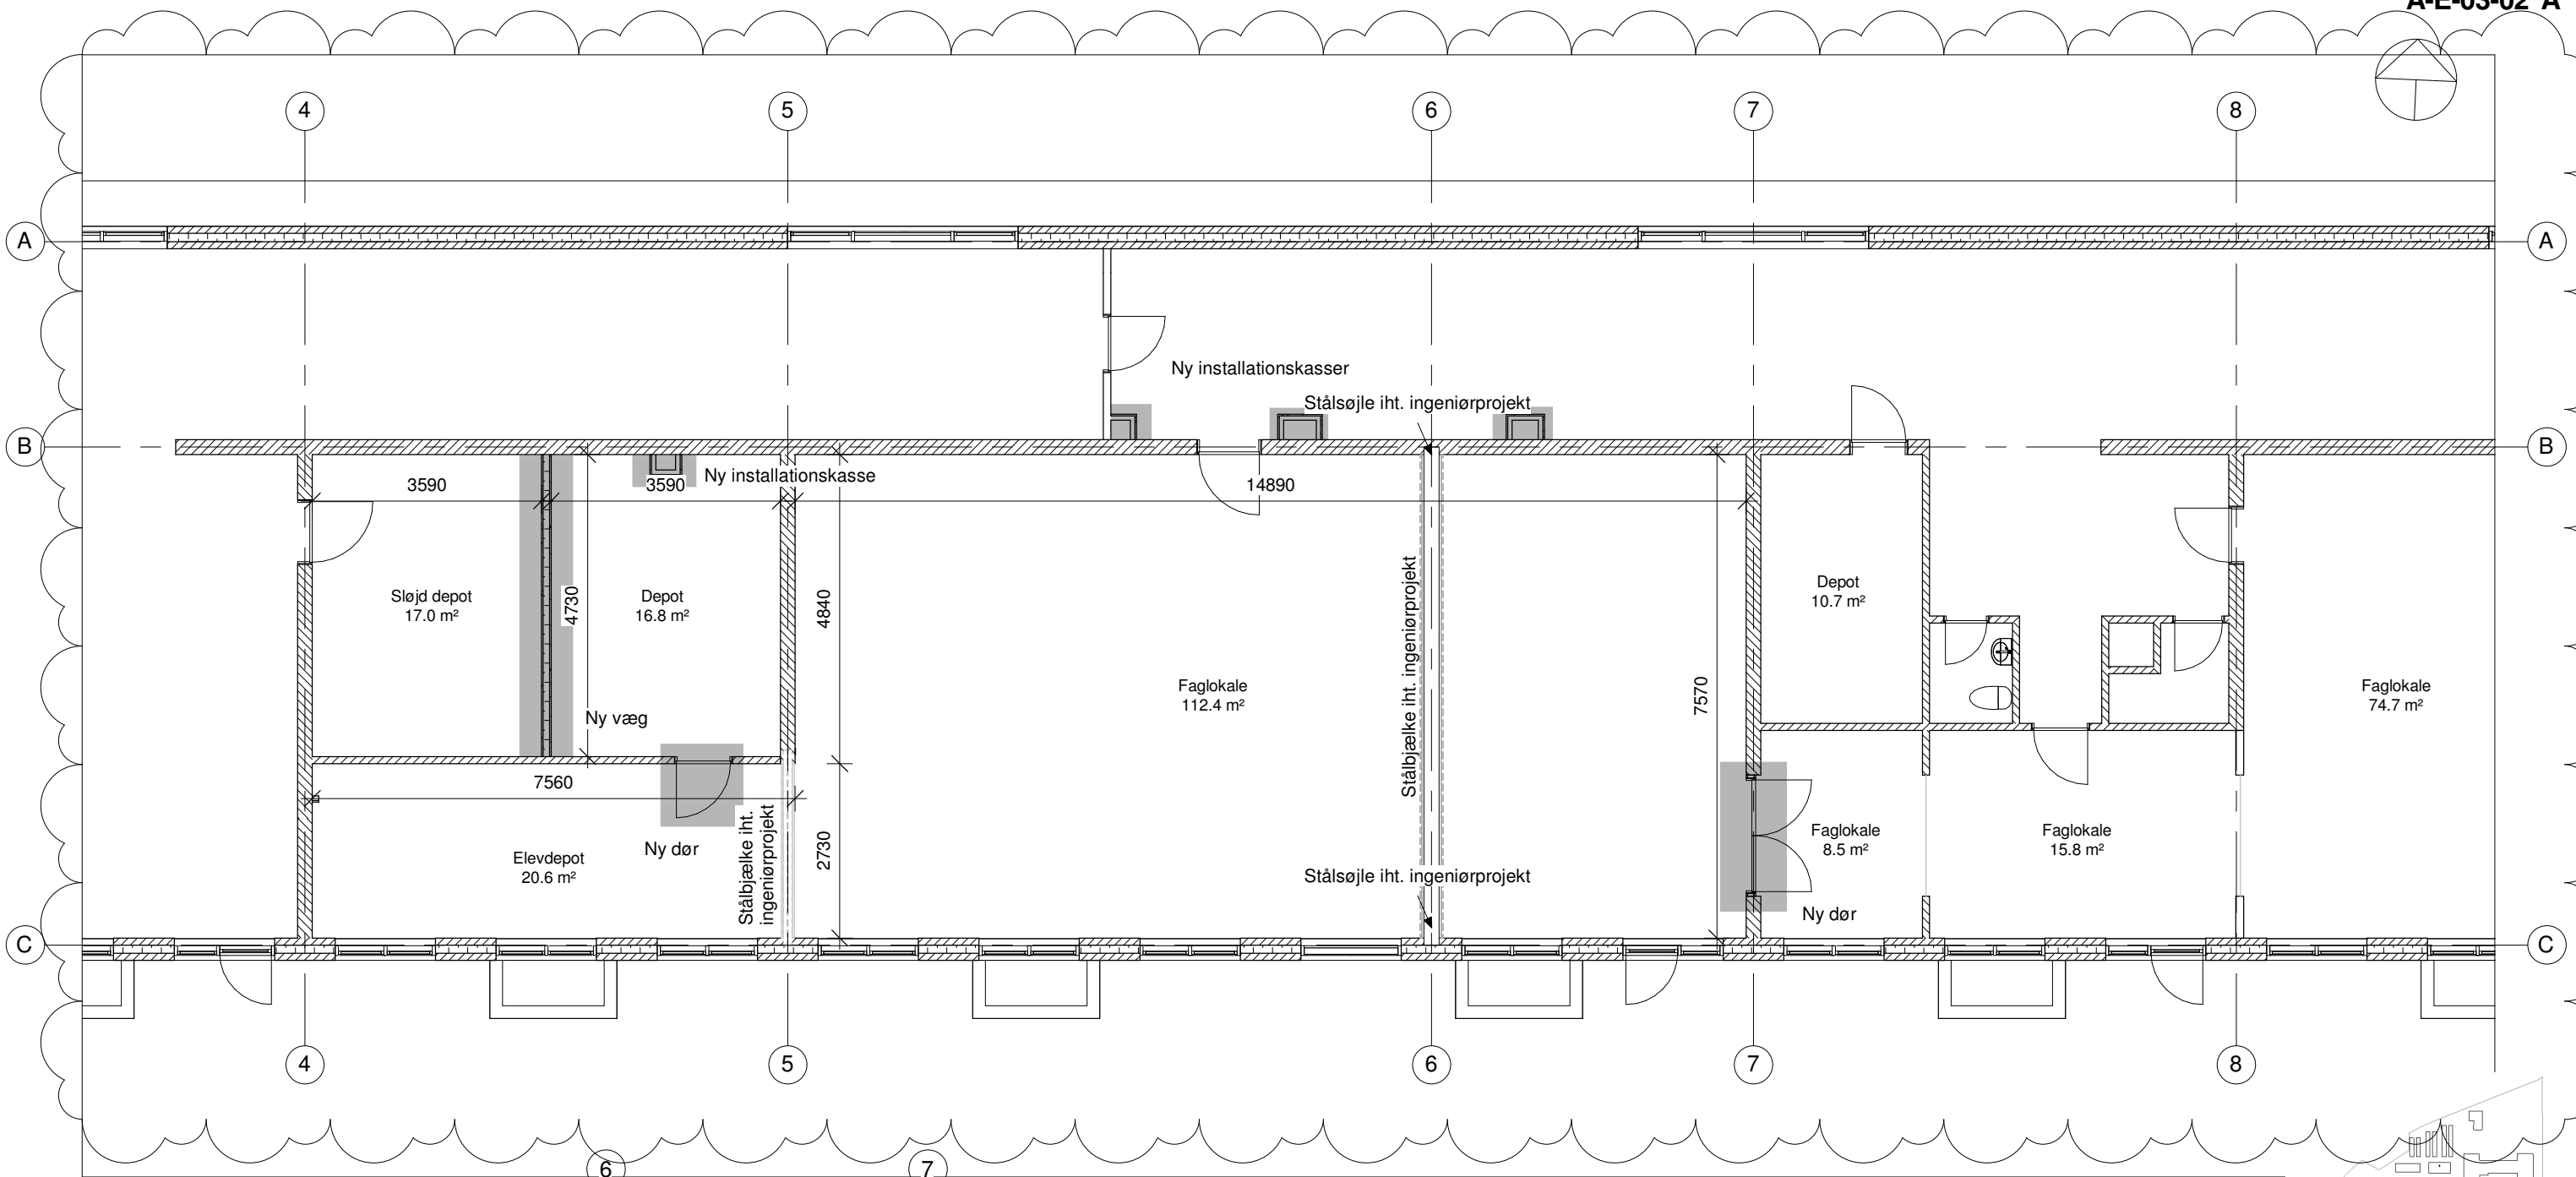 A-E-03-02 A
4
5
6
7
8
A
A
Ny installationskasser
Stålsøjle iht. ingeniørprojekt
B
B
Ny installationskasse
3590
3590
14890
Sløjd depot
17.0 m²
4730
Depot
16.8 m²
4840
Stålbjælke iht. ingeniørprojekt
Depot
10.7 m²
Faglokale
112.4 m²
7570
Faglokale
74.7 m²
Ny væg
7560
Elevdepot
20.6 m²
Ny dør
Stålbjælke iht.
ingeniørprojekt
2730
Stålsøjle iht. ingeniørprojekt
Faglokale
8.5 m²
Faglokale
15.8 m²
Ny dør
C
C
4
5
6
7
8
6
7